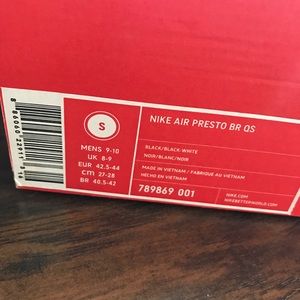 S
MENS 9-10
UK 8-9
EUR 42.5-44
CM 27-28
BR 40.5-42
NIKE AIR PRESTO BR QS
BLACK/BLACK-WHITE
NOIR/BLANC/NOIR
MADE IN VIETNAM / FABRIQUE AU VIETNAM
HECHO EN VIETNAM
789869 001
NIKE.COM
NIKEBETTERWORLD.COM